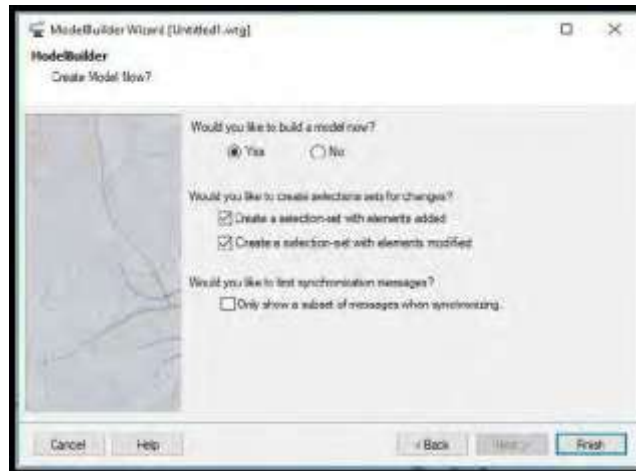 ModelBuilder Wizard [Untitled1.wtg]
ModelBuilder
Create Model Now?
Would you like to build a model now?
Yes No
Would you like to create selections sets for changes?
Create a selection-set with elements added
Create a selection-set with elements modified
Would you like to limit synchronization messages?
Only show a subset of messages when synchronizing.
Cancel Help < Back Next > Finish